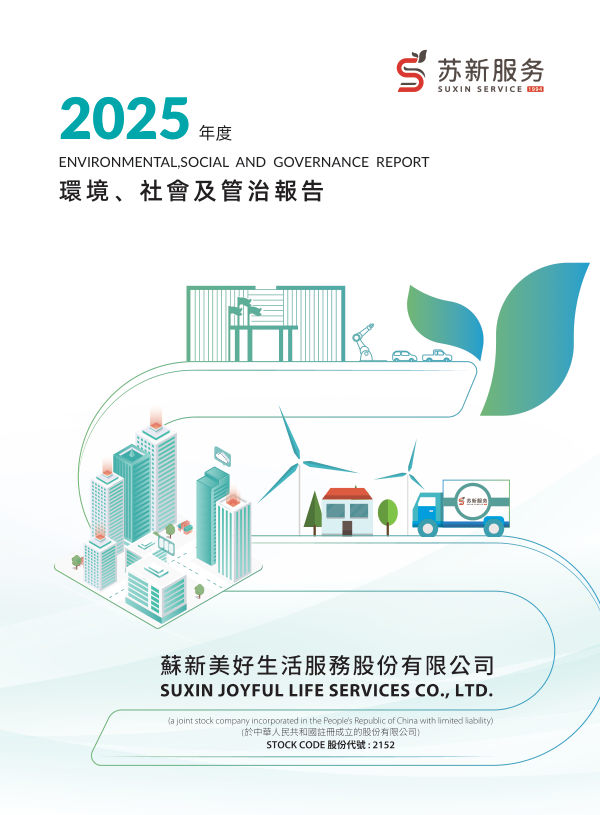 苏新服务
SUXIN SERVICE 1994
2025 年度
ENVIRONMENTAL,SOCIAL AND GOVERNANCE REPORT
環境、社會及管治報告
苏新服务
蘇新美好生活服務股份有限公司
SUXIN JOYFUL LIFE SERVICES CO., LTD.
(a joint stock company incorporated in the People's Republic of China with limited liability)
(於中華人民共和國註冊成立的股份有限公司)
STOCK CODE 股份代號 : 2152